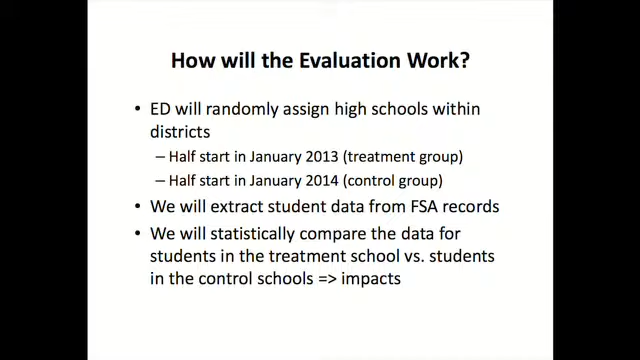 How will the Evaluation Work?
• ED will randomly assign high schools within
districts
– Half start in January 2013 (treatment group)
– Half start in January 2014 (control group)
• We will extract student data from FSA records
• We will statistically compare the data for
students in the treatment school vs. students
in the control schools => impacts